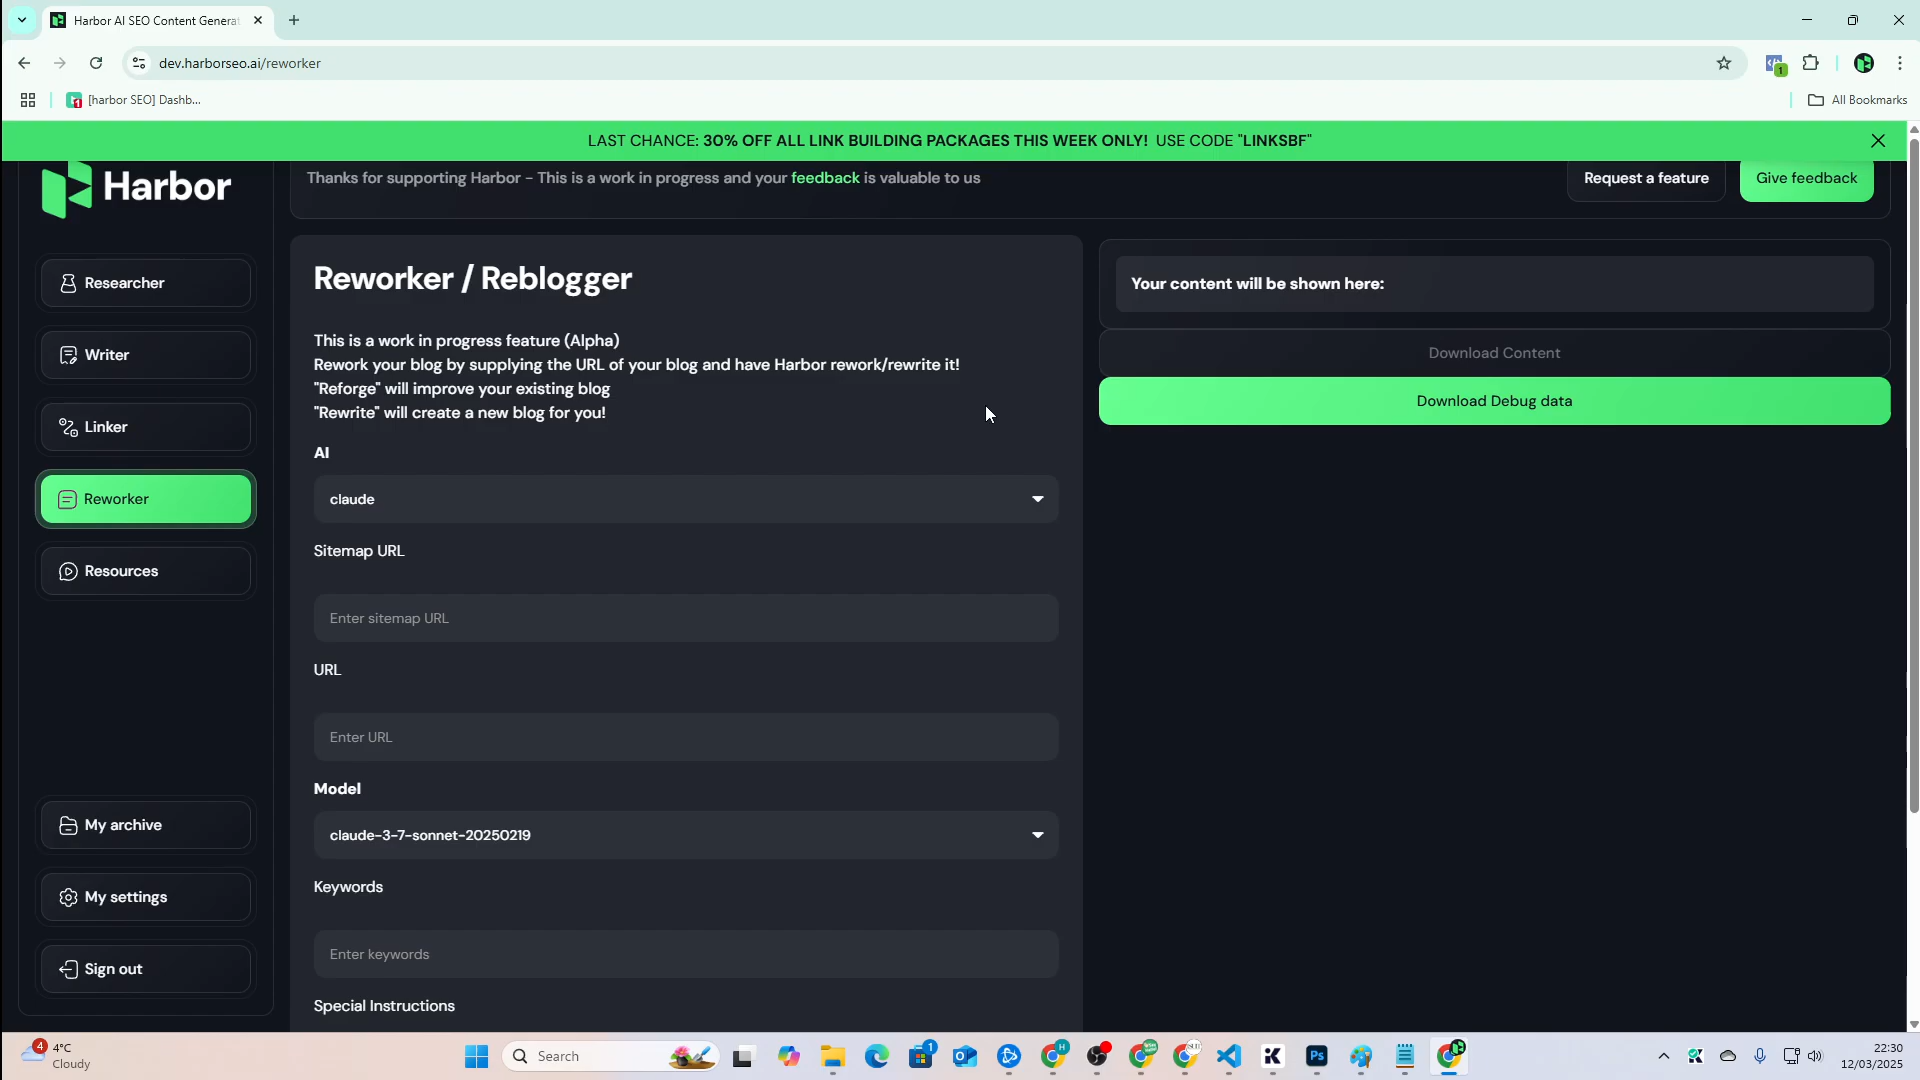 Harbor AI SEO Content Generat
dev.harborseo.ai/reworker
1
1 [harbor SEO] Dashb...
All Bookmarks
LAST CHANCE: 30% OFF ALL LINK BUILDING PACKAGES THIS WEEK ONLY! USE CODE "LINKSBF"
Harbor
Thanks for supporting Harbor - This is a work in progress and your feedback is valuable to us
Request a feature
Give feedback
Researcher
Writer
Linker
Reworker
Resources
My archive
My settings
Sign out
Reworker / Reblogger
This is a work in progress feature (Alpha)
Rework your blog by supplying the URL of your blog and have Harbor rework/rewrite it!
"Reforge" will improve your existing blog
"Rewrite" will create a new blog for you!
AI
claude
Sitemap URL
Enter sitemap URL
URL
Enter URL
Model
claude-3-7-sonnet-20250219
Keywords
Enter keywords
Special Instructions
Your content will be shown here:
Download Content
Download Debug data
4
4°C
Cloudy
Search
1
H
Ps
22:30
12/03/2025